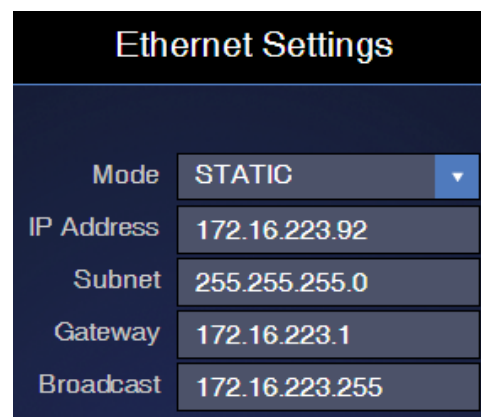 Ethernet Settings
Mode STATIC
IP Address 172.16.223.92
Subnet 255.255.255.0
Gateway 172.16.223.1
Broadcast 172.16.223.255